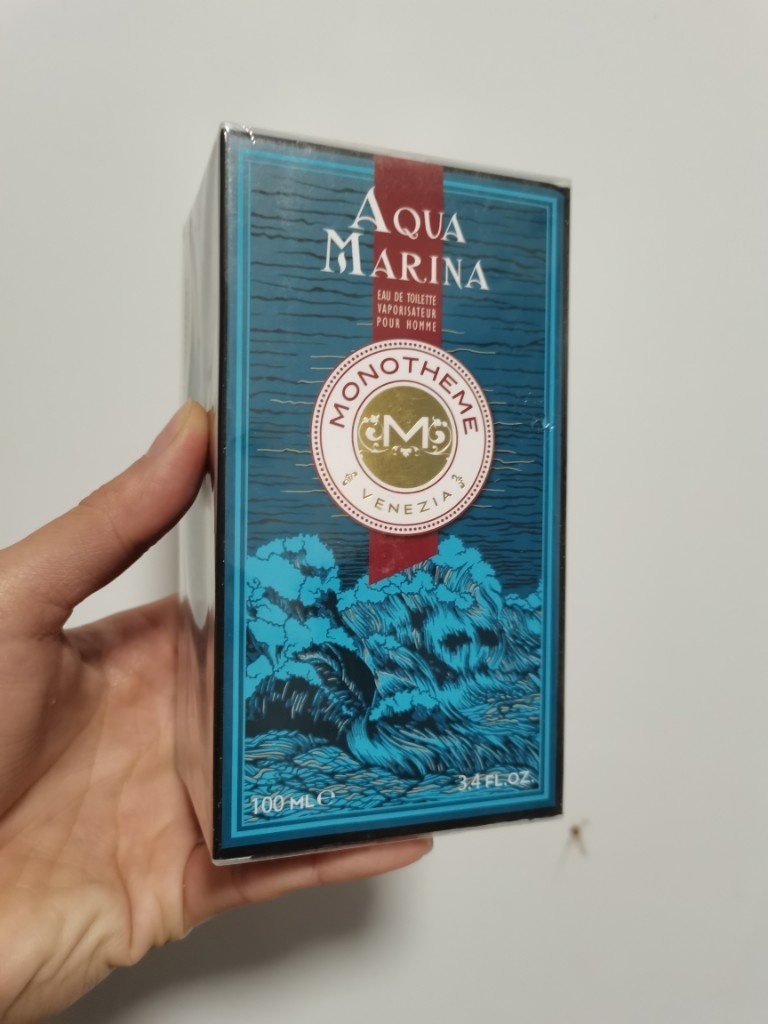 AQUA
MARINA
EAU DE TOILETTE
VAPORISATEUR
POUR HOMME
MONOTHEME
M
VENEZIA
100 ML ℮
3.4 FL.OZ.